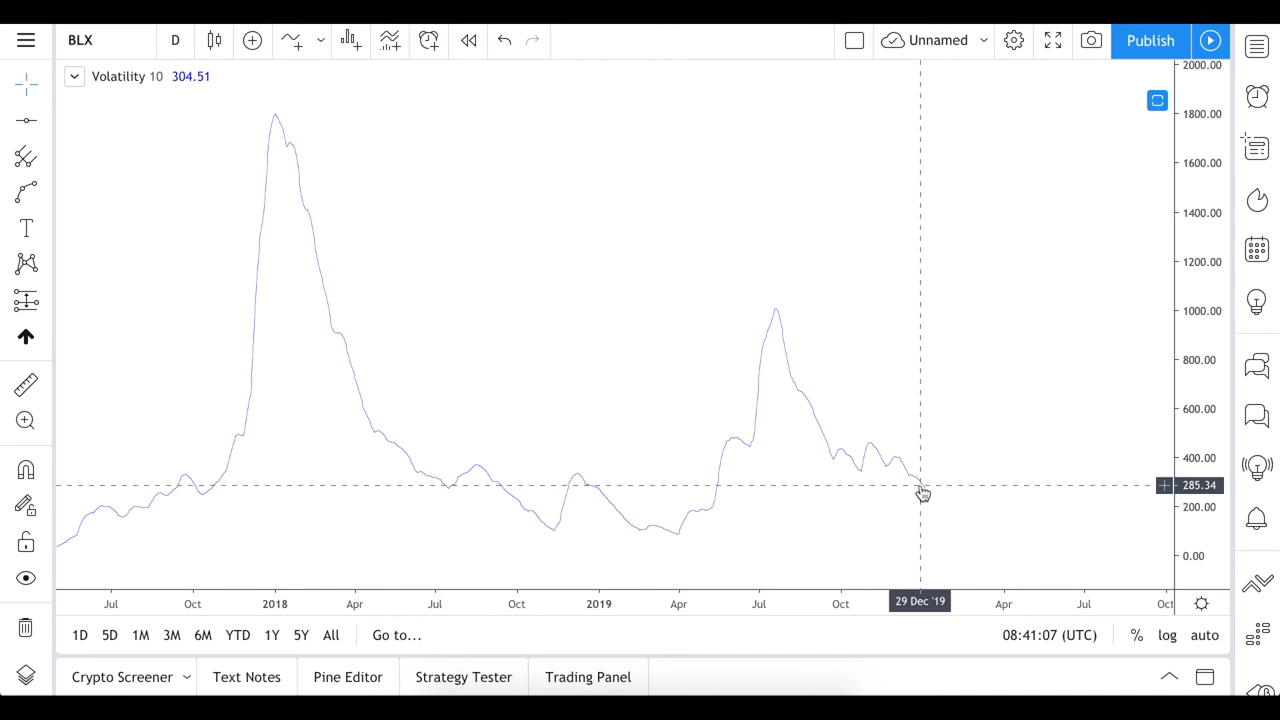 BLX D Unnamed Publish
Volatility 10 304.51
2000.00
1800.00
1600.00
1400.00
1200.00
1000.00
800.00
600.00
400.00
285.34
200.00
0.00
Jul Oct 2018 Apr Jul Oct 2019 Apr Jul Oct 29 Dec '19 Apr Jul Oct
1D 5D 1M 3M 6M YTD 1Y 5Y All Go to... 08:41:07 (UTC) % log auto
Crypto Screener Text Notes Pine Editor Strategy Tester Trading Panel